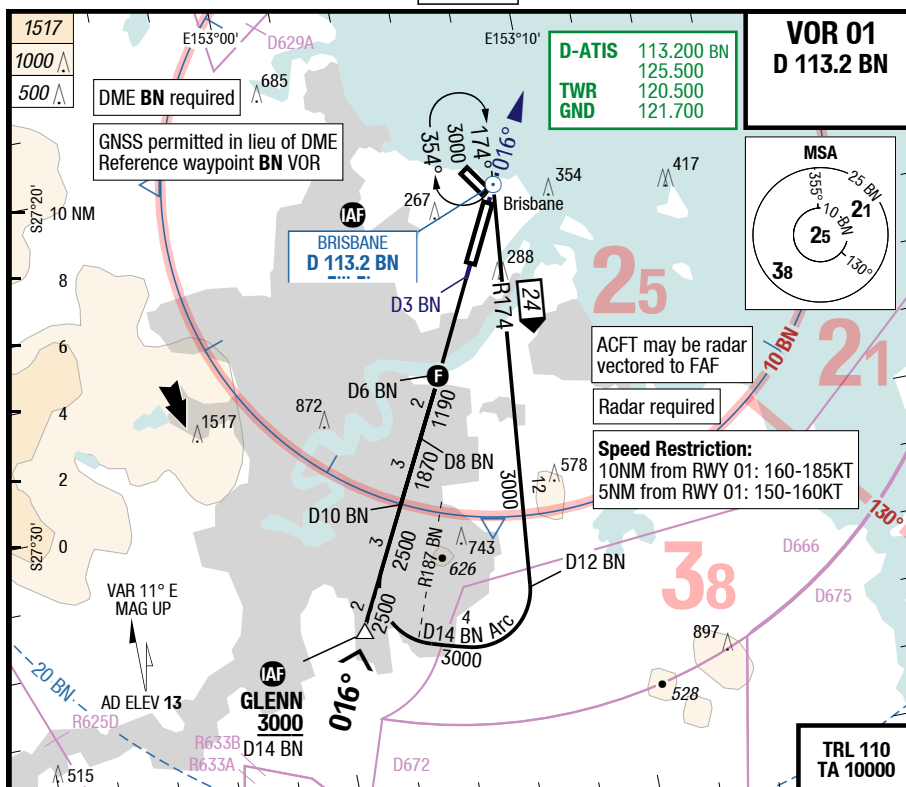 1517
1000
500
E153°00'
D629A
E153°10'
D-ATIS 113.200 BN
125.500
TWR 120.500
GND 121.700
VOR 01
D 113.2 BN
685
DME BN required
GNSS permitted in lieu of DME
Reference waypoint BN VOR
354°
3000
174°
016°
354
417
267
Brisbane
MSA
355°
25 BN
10 BN
130°
21
25
38
S27°20'
10 NM
IAF
BRISBANE
D 113.2 BN
288
D3 BN
R174
24
25
8
ACFT may be radar
vectored to FAF
10 BN
21
6
F
D6 BN
Radar required
4
1517
872
2
1190
D8 BN
Speed Restriction:
10NM from RWY 01: 160-185KT
5NM from RWY 01: 150-160KT
2
3
1870
3000
12
578
D10 BN
130°
S27°30'
0
3
2500
R187 BN
743
626
D12 BN
D666
38
D675
VAR 11° E
MAG UP
2
2500
4
D14 BN Arc
3000
897
20 BN
IAF
GLENN
3000
D14 BN
016°
528
AD ELEV 13
R625D
R633B
R633A
D672
515
TRL 110
TA 10000